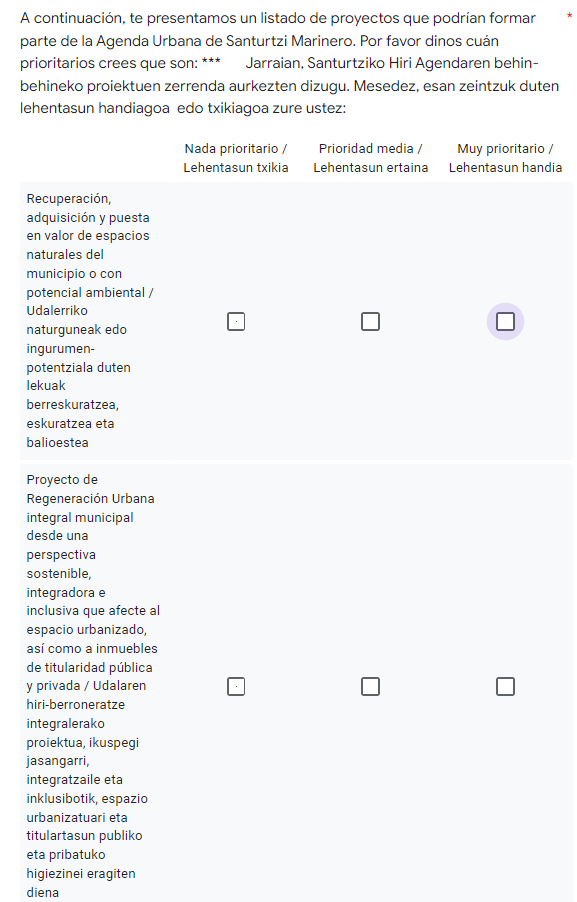 A continuación, te presentamos un listado de proyectos que podrían formar *
parte de la Agenda Urbana de Santurtzi Marinero. Por favor dinos cuán
prioritarios crees que son: *** Jarraian, Santurtziko Hiri Agendaren behin-
behineko proiektuen zerrenda aurkezten dizugu. Mesedez, esan zeintzuk duten
lehentasun handiagoa edo txikiagoa zure ustez:
Nada prioritario / Prioridad media / Muy prioritario /
Lehentasun txikia Lehentasun ertaina Lehentasun handia
Recuperación,
adquisición y puesta
en valor de espacios
naturales del
municipio o con
potencial ambiental /
Udalerriko
naturguneak edo
ingurumen-
potentziala duten
lekuak
berreskuratzea,
eskuratzea eta
balioestea
Proyecto de
Regeneración Urbana
integral municipal
desde una
perspectiva
sostenible,
integradora e
inclusiva que afecte al
espacio urbanizado,
así como a inmuebles
de titularidad pública
y privada / Udalaren
hiri-berroneratze
integralerako
proiektua, ikuspegi
jasangarri,
integratzaile eta
inklusibotik, espazio
urbanizatuari eta
titulartasun publiko
eta pribatuko
higiezinei eragiten
diena